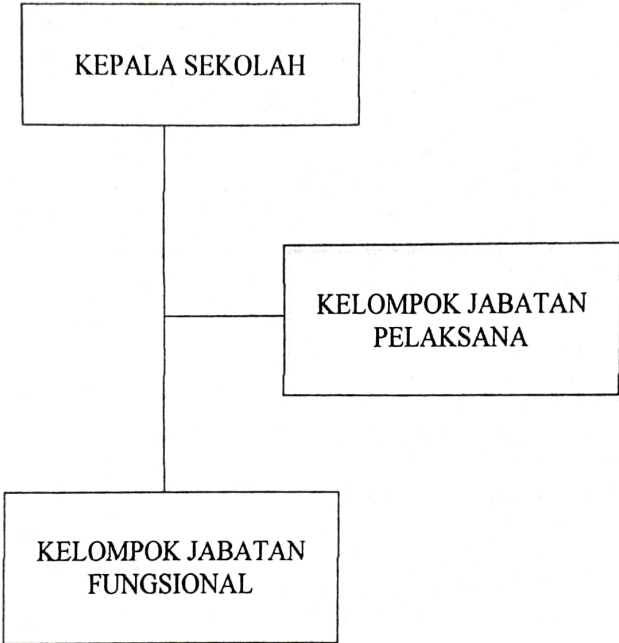 KEPALA SEKOLAH
KELOMPOK JABATAN
PELAKSANA
KELOMPOK JABATAN
FUNGSIONAL